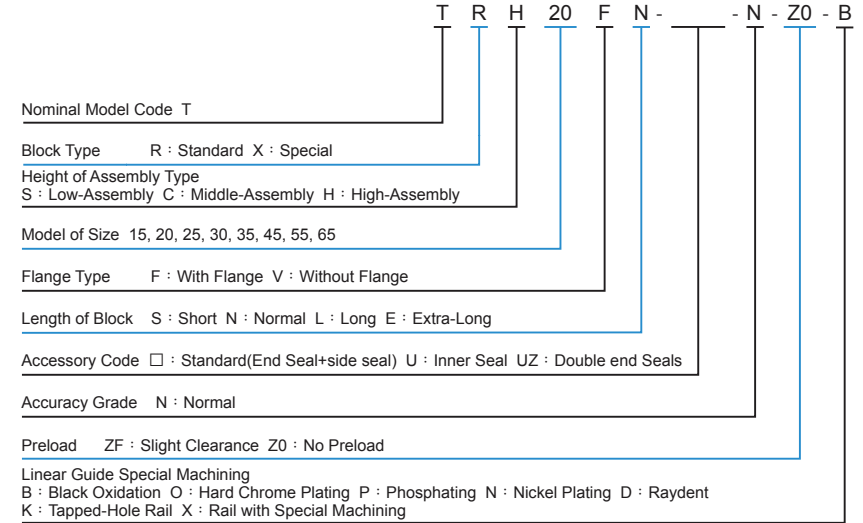 T R H 20 F N - - N - Z0 - B
Nominal Model Code T
Block Type R：Standard X：Special
Height of Assembly Type
S：Low-Assembly C：Middle-Assembly H：High-Assembly
Model of Size 15, 20, 25, 30, 35, 45, 55, 65
Flange Type F：With Flange V：Without Flange
Length of Block S：Short N：Normal L：Long E：Extra-Long
Accessory Code □：Standard(End Seal+side seal) U：Inner Seal UZ：Double end Seals
Accuracy Grade N：Normal
Preload ZF：Slight Clearance Z0：No Preload
Linear Guide Special Machining
B：Black Oxidation O：Hard Chrome Plating P：Phosphating N：Nickel Plating D：Raydent
K：Tapped-Hole Rail X：Rail with Special Machining